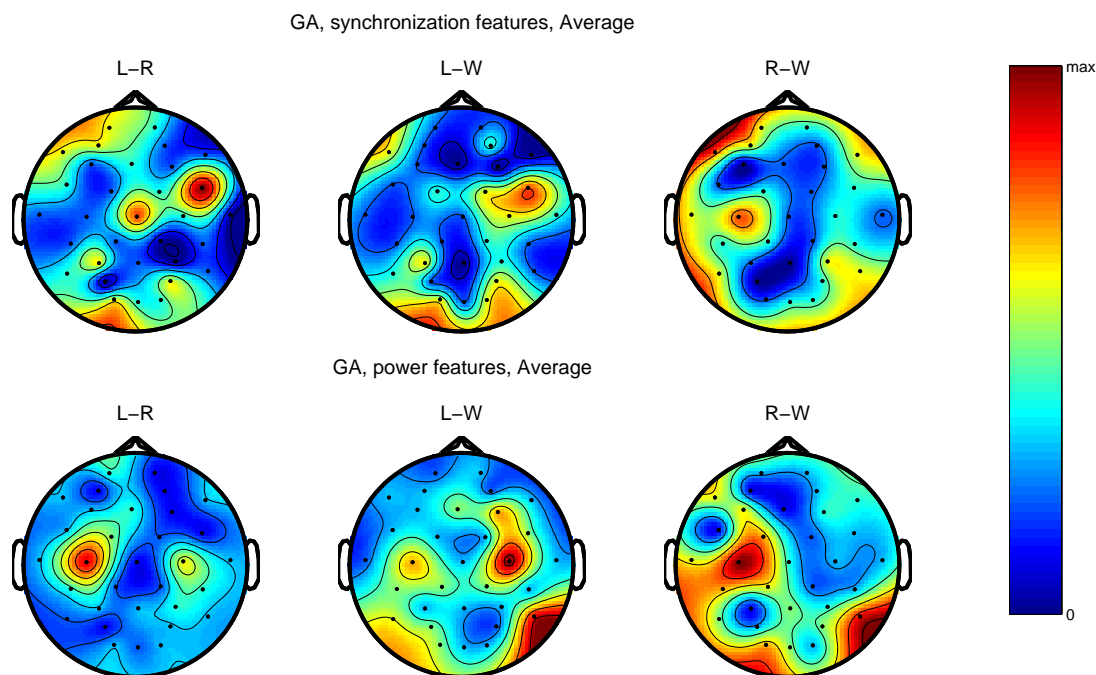 GA, synchronization features, Average
L−R L−W R−W
max
GA, power features, Average
L−R L−W R−W
0